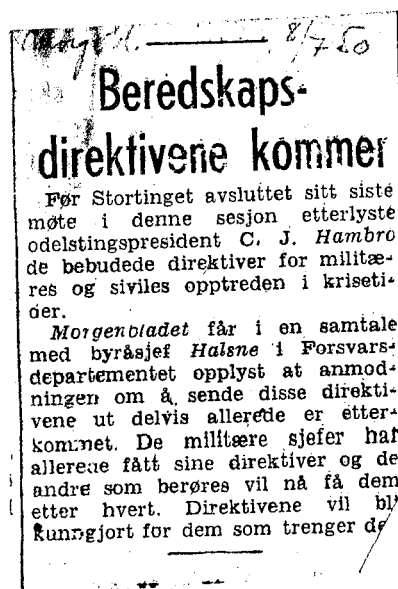 8/7 50
Beredskaps-
direktivene kommer
Før Stortinget avsluttet sitt siste
møte i denne sesjon etterlyste
odelstingspresident C. J. Hambro
de bebudede direktiver for militæ-
res og siviles opptreden i kriseti-
der.
Morgenbladet får i en samtale
med byråsjef Halsne i Forsvars-
departementet opplyst at anmod-
ningen om å sende disse direkti-
vene ut delvis allerede er etter-
kommet. De militære sjefer har
allerede fått sine direktiver og de
andre som berøres vil nå få dem
etter hvert. Direktivene vil bli
kunngjort for dem som trenger de